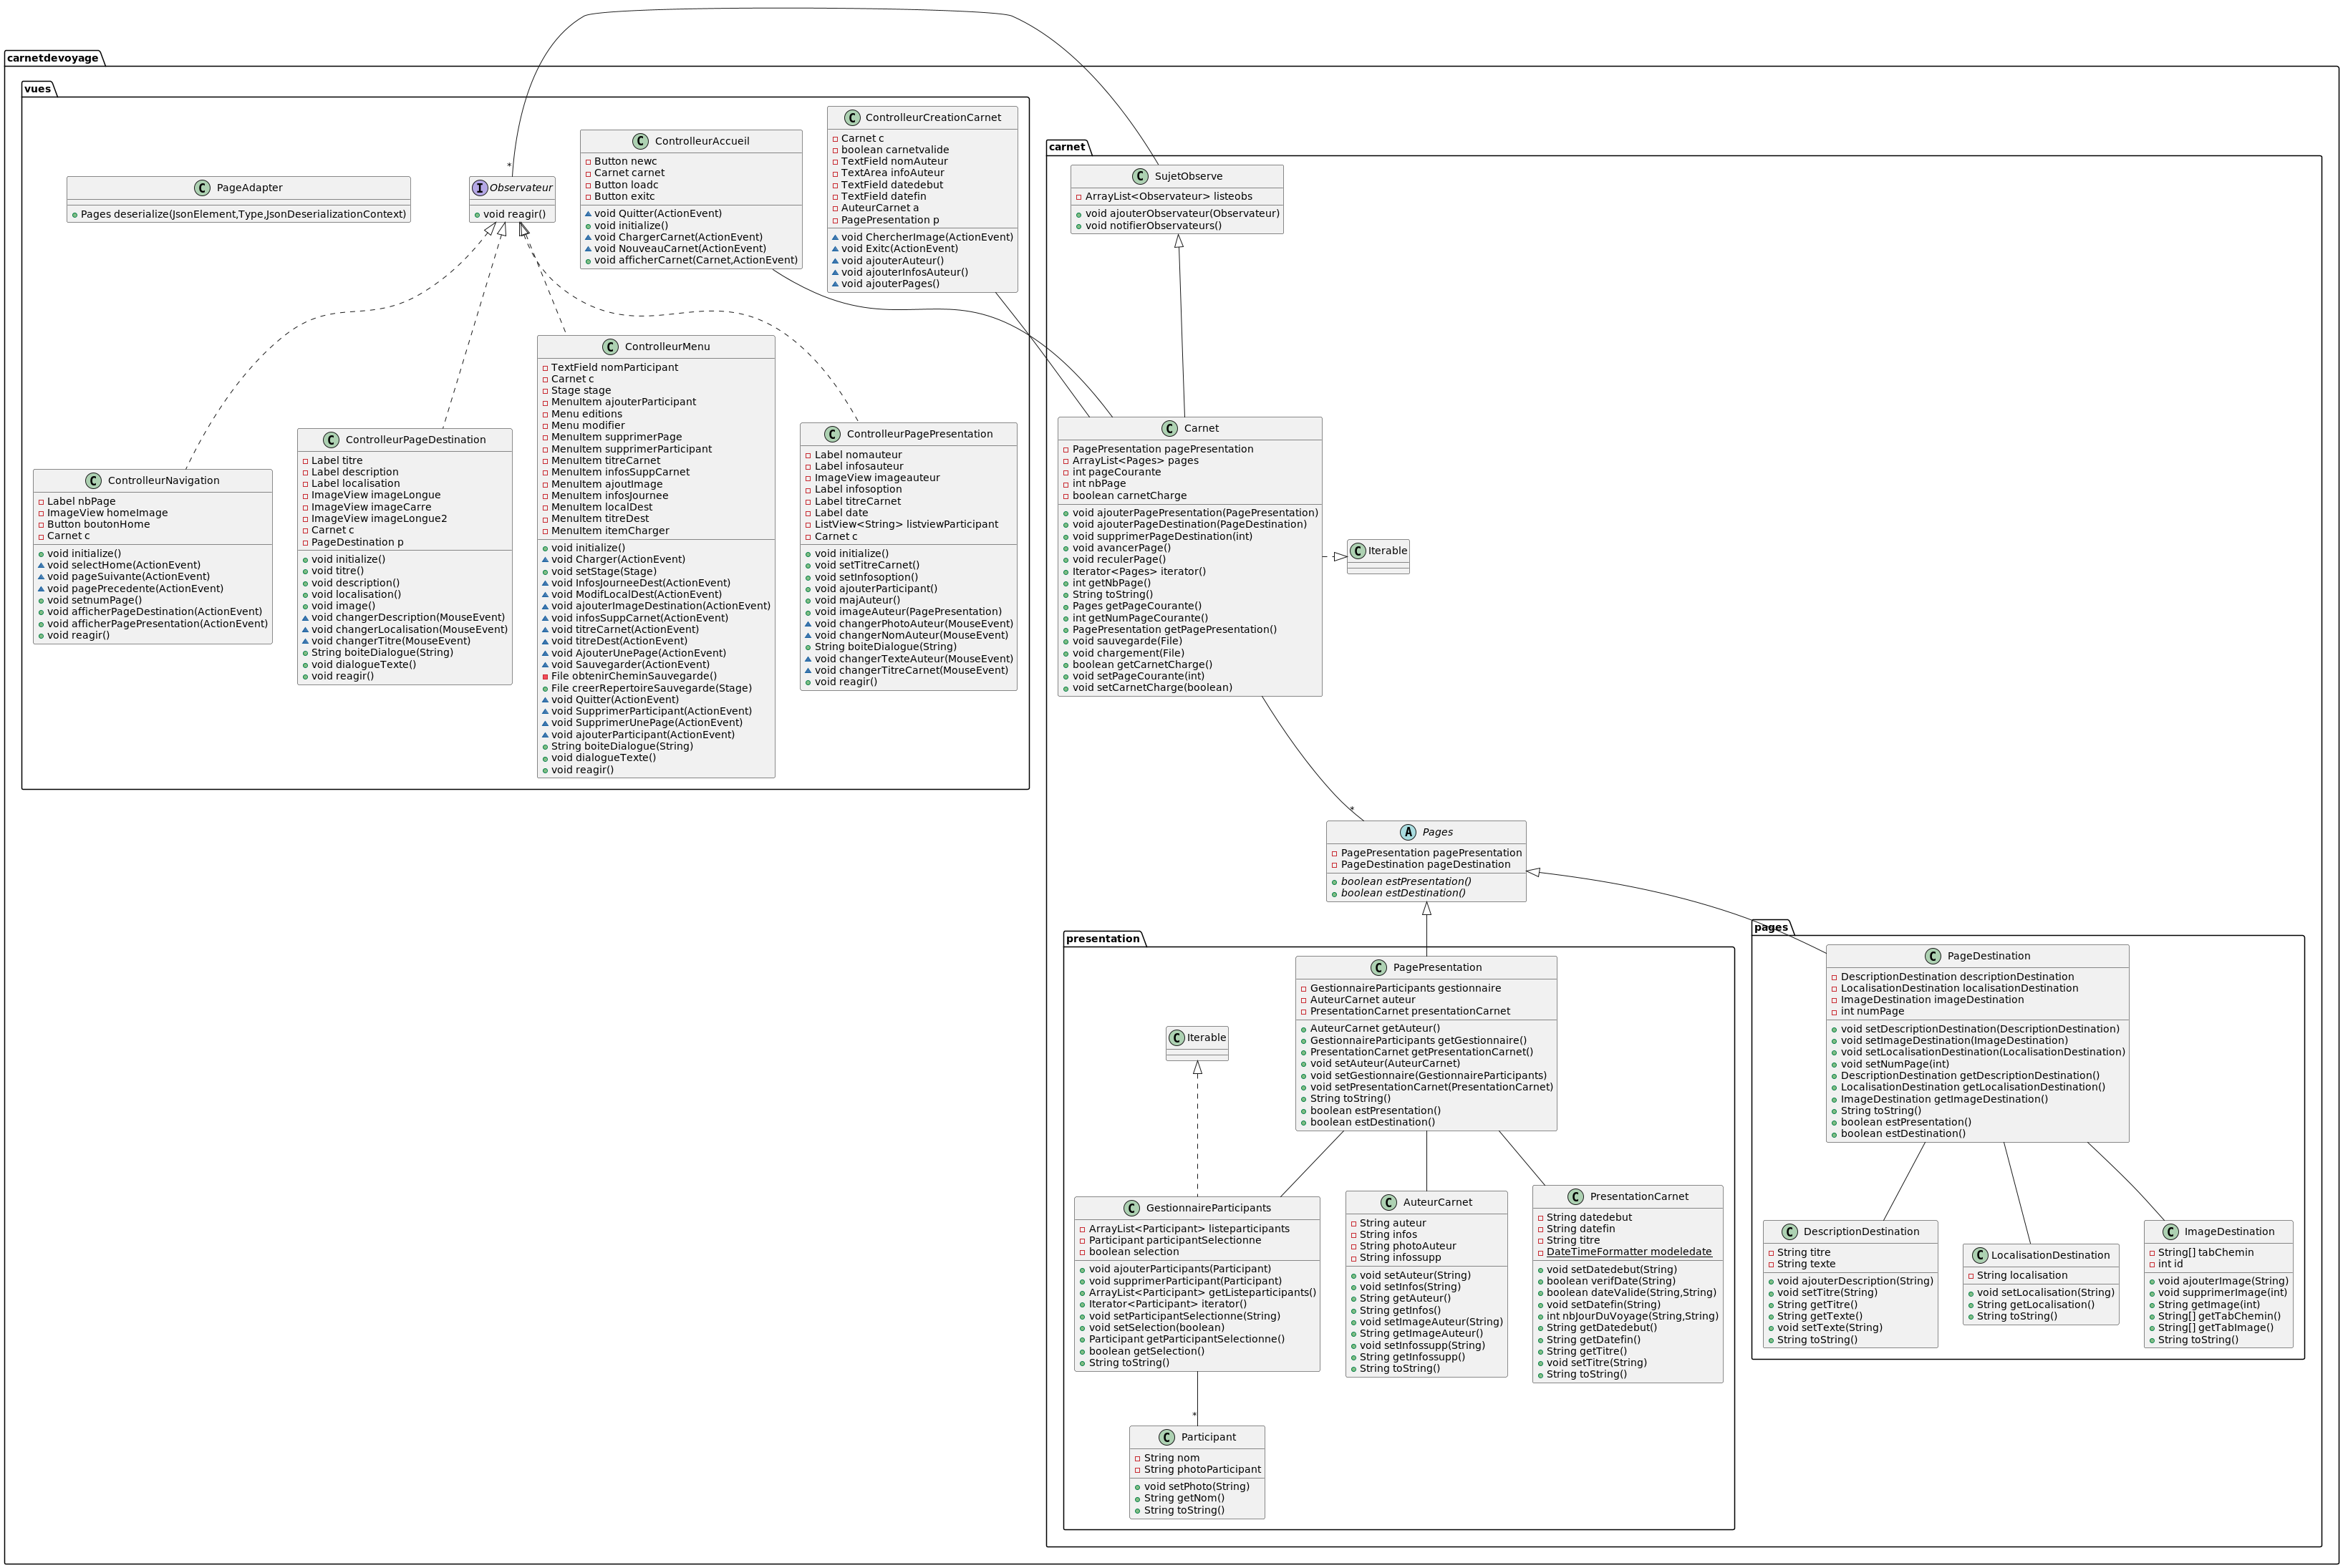 carnetdevoyage
vues
PageAdapter
Pages deserialize(JsonElement,Type,JsonDeserializationContext)
*
Observateur
void reagir()
ControlleurAccueil
Button newc
Carnet carnet
Button loadc
Button exitc
void Quitter(ActionEvent)
void initialize()
void ChargerCarnet(ActionEvent)
void NouveauCarnet(ActionEvent)
void afficherCarnet(Carnet,ActionEvent)
ControlleurCreationCarnet
Carnet c
boolean carnetvalide
TextField nomAuteur
TextArea infoAuteur
TextField datedebut
TextField datefin
AuteurCarnet a
PagePresentation p
void ChercherImage(ActionEvent)
void Exitc(ActionEvent)
void ajouterAuteur()
void ajouterInfosAuteur()
void ajouterPages()
ControlleurNavigation
Label nbPage
ImageView homeImage
Button boutonHome
Carnet c
void initialize()
void selectHome(ActionEvent)
void pageSuivante(ActionEvent)
void pagePrecedente(ActionEvent)
void setnumPage()
void afficherPageDestination(ActionEvent)
void afficherPagePresentation(ActionEvent)
void reagir()
ControlleurPageDestination
Label titre
Label description
Label localisation
ImageView imageLongue
ImageView imageCarre
ImageView imageLongue2
Carnet c
PageDestination p
void initialize()
void titre()
void description()
void localisation()
void image()
void changerDescription(MouseEvent)
void changerLocalisation(MouseEvent)
void changerTitre(MouseEvent)
String boiteDialogue(String)
void dialogueTexte()
void reagir()
ControlleurMenu
TextField nomParticipant
Carnet c
Stage stage
MenuItem ajouterParticipant
Menu editions
Menu modifier
MenuItem supprimerPage
MenuItem supprimerParticipant
MenuItem titreCarnet
MenuItem infosSuppCarnet
MenuItem ajoutImage
MenuItem infosJournee
MenuItem localDest
MenuItem titreDest
MenuItem itemCharger
void initialize()
void Charger(ActionEvent)
void setStage(Stage)
void InfosJourneeDest(ActionEvent)
void ModifLocalDest(ActionEvent)
void ajouterImageDestination(ActionEvent)
void infosSuppCarnet(ActionEvent)
void titreCarnet(ActionEvent)
void titreDest(ActionEvent)
void AjouterUnePage(ActionEvent)
void Sauvegarder(ActionEvent)
File obtenirCheminSauvegarde()
File creerRepertoireSauvegarde(Stage)
void Quitter(ActionEvent)
void SupprimerParticipant(ActionEvent)
void SupprimerUnePage(ActionEvent)
void ajouterParticipant(ActionEvent)
String boiteDialogue(String)
void dialogueTexte()
void reagir()
ControlleurPagePresentation
Label nomauteur
Label infosauteur
ImageView imageauteur
Label infosoption
Label titreCarnet
Label date
ListView<String> listviewParticipant
Carnet c
void initialize()
void setTitreCarnet()
void setInfosoption()
void ajouterParticipant()
void majAuteur()
void imageAuteur(PagePresentation)
void changerPhotoAuteur(MouseEvent)
void changerNomAuteur(MouseEvent)
String boiteDialogue(String)
void changerTexteAuteur(MouseEvent)
void changerTitreCarnet(MouseEvent)
void reagir()
carnet
SujetObserve
ArrayList<Observateur> listeobs
void ajouterObservateur(Observateur)
void notifierObservateurs()
Carnet
PagePresentation pagePresentation
ArrayList<Pages> pages
int pageCourante
int nbPage
boolean carnetCharge
void ajouterPagePresentation(PagePresentation)
void ajouterPageDestination(PageDestination)
void supprimerPageDestination(int)
void avancerPage()
void reculerPage()
Iterator<Pages> iterator()
int getNbPage()
String toString()
Pages getPageCourante()
int getNumPageCourante()
PagePresentation getPagePresentation()
void sauvegarde(File)
void chargement(File)
boolean getCarnetCharge()
void setPageCourante(int)
void setCarnetCharge(boolean)
Iterable
*
Pages
PagePresentation pagePresentation
PageDestination pageDestination
boolean estPresentation()
boolean estDestination()
presentation
PagePresentation
GestionnaireParticipants gestionnaire
AuteurCarnet auteur
PresentationCarnet presentationCarnet
AuteurCarnet getAuteur()
GestionnaireParticipants getGestionnaire()
PresentationCarnet getPresentationCarnet()
void setAuteur(AuteurCarnet)
void setGestionnaire(GestionnaireParticipants)
void setPresentationCarnet(PresentationCarnet)
String toString()
boolean estPresentation()
boolean estDestination()
Iterable
GestionnaireParticipants
ArrayList<Participant> listeparticipants
Participant participantSelectionne
boolean selection
void ajouterParticipants(Participant)
void supprimerParticipant(Participant)
ArrayList<Participant> getListeparticipants()
Iterator<Participant> iterator()
void setParticipantSelectionne(String)
void setSelection(boolean)
Participant getParticipantSelectionne()
boolean getSelection()
String toString()
AuteurCarnet
String auteur
String infos
String photoAuteur
String infossupp
void setAuteur(String)
void setInfos(String)
String getAuteur()
String getInfos()
void setImageAuteur(String)
String getImageAuteur()
void setInfossupp(String)
String getInfossupp()
String toString()
PresentationCarnet
String datedebut
String datefin
String titre
DateTimeFormatter modeledate
void setDatedebut(String)
boolean verifDate(String)
boolean dateValide(String,String)
void setDatefin(String)
int nbJourDuVoyage(String,String)
String getDatedebut()
String getDatefin()
String getTitre()
void setTitre(String)
String toString()
*
Participant
String nom
String photoParticipant
void setPhoto(String)
String getNom()
String toString()
pages
PageDestination
DescriptionDestination descriptionDestination
LocalisationDestination localisationDestination
ImageDestination imageDestination
int numPage
void setDescriptionDestination(DescriptionDestination)
void setImageDestination(ImageDestination)
void setLocalisationDestination(LocalisationDestination)
void setNumPage(int)
DescriptionDestination getDescriptionDestination()
LocalisationDestination getLocalisationDestination()
ImageDestination getImageDestination()
String toString()
boolean estPresentation()
boolean estDestination()
DescriptionDestination
String titre
String texte
void ajouterDescription(String)
void setTitre(String)
String getTitre()
String getTexte()
void setTexte(String)
String toString()
LocalisationDestination
String localisation
void setLocalisation(String)
String getLocalisation()
String toString()
ImageDestination
String[] tabChemin
int id
void ajouterImage(String)
void supprimerImage(int)
String getImage(int)
String[] getTabChemin()
String[] getTabImage()
String toString()